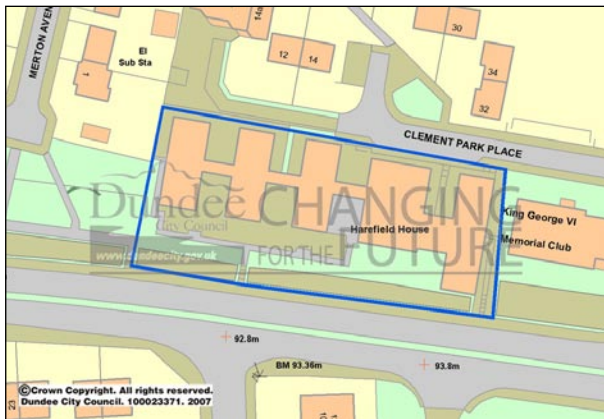 14a
30
MERTON AVEN
El
Sub Sta
12
14
34
1
32
CLEMENT PARK PLACE
Dundee CHANGING
City Council
FOR THE
FUTURE
www.dundeecity.gov.uk
Harefield House
King George VI
Memorial Club
92.8m
BM 93.36m
93.8m
©Crown Copyright. All rights reserved.
Dundee City Council. 100023371. 2007
23